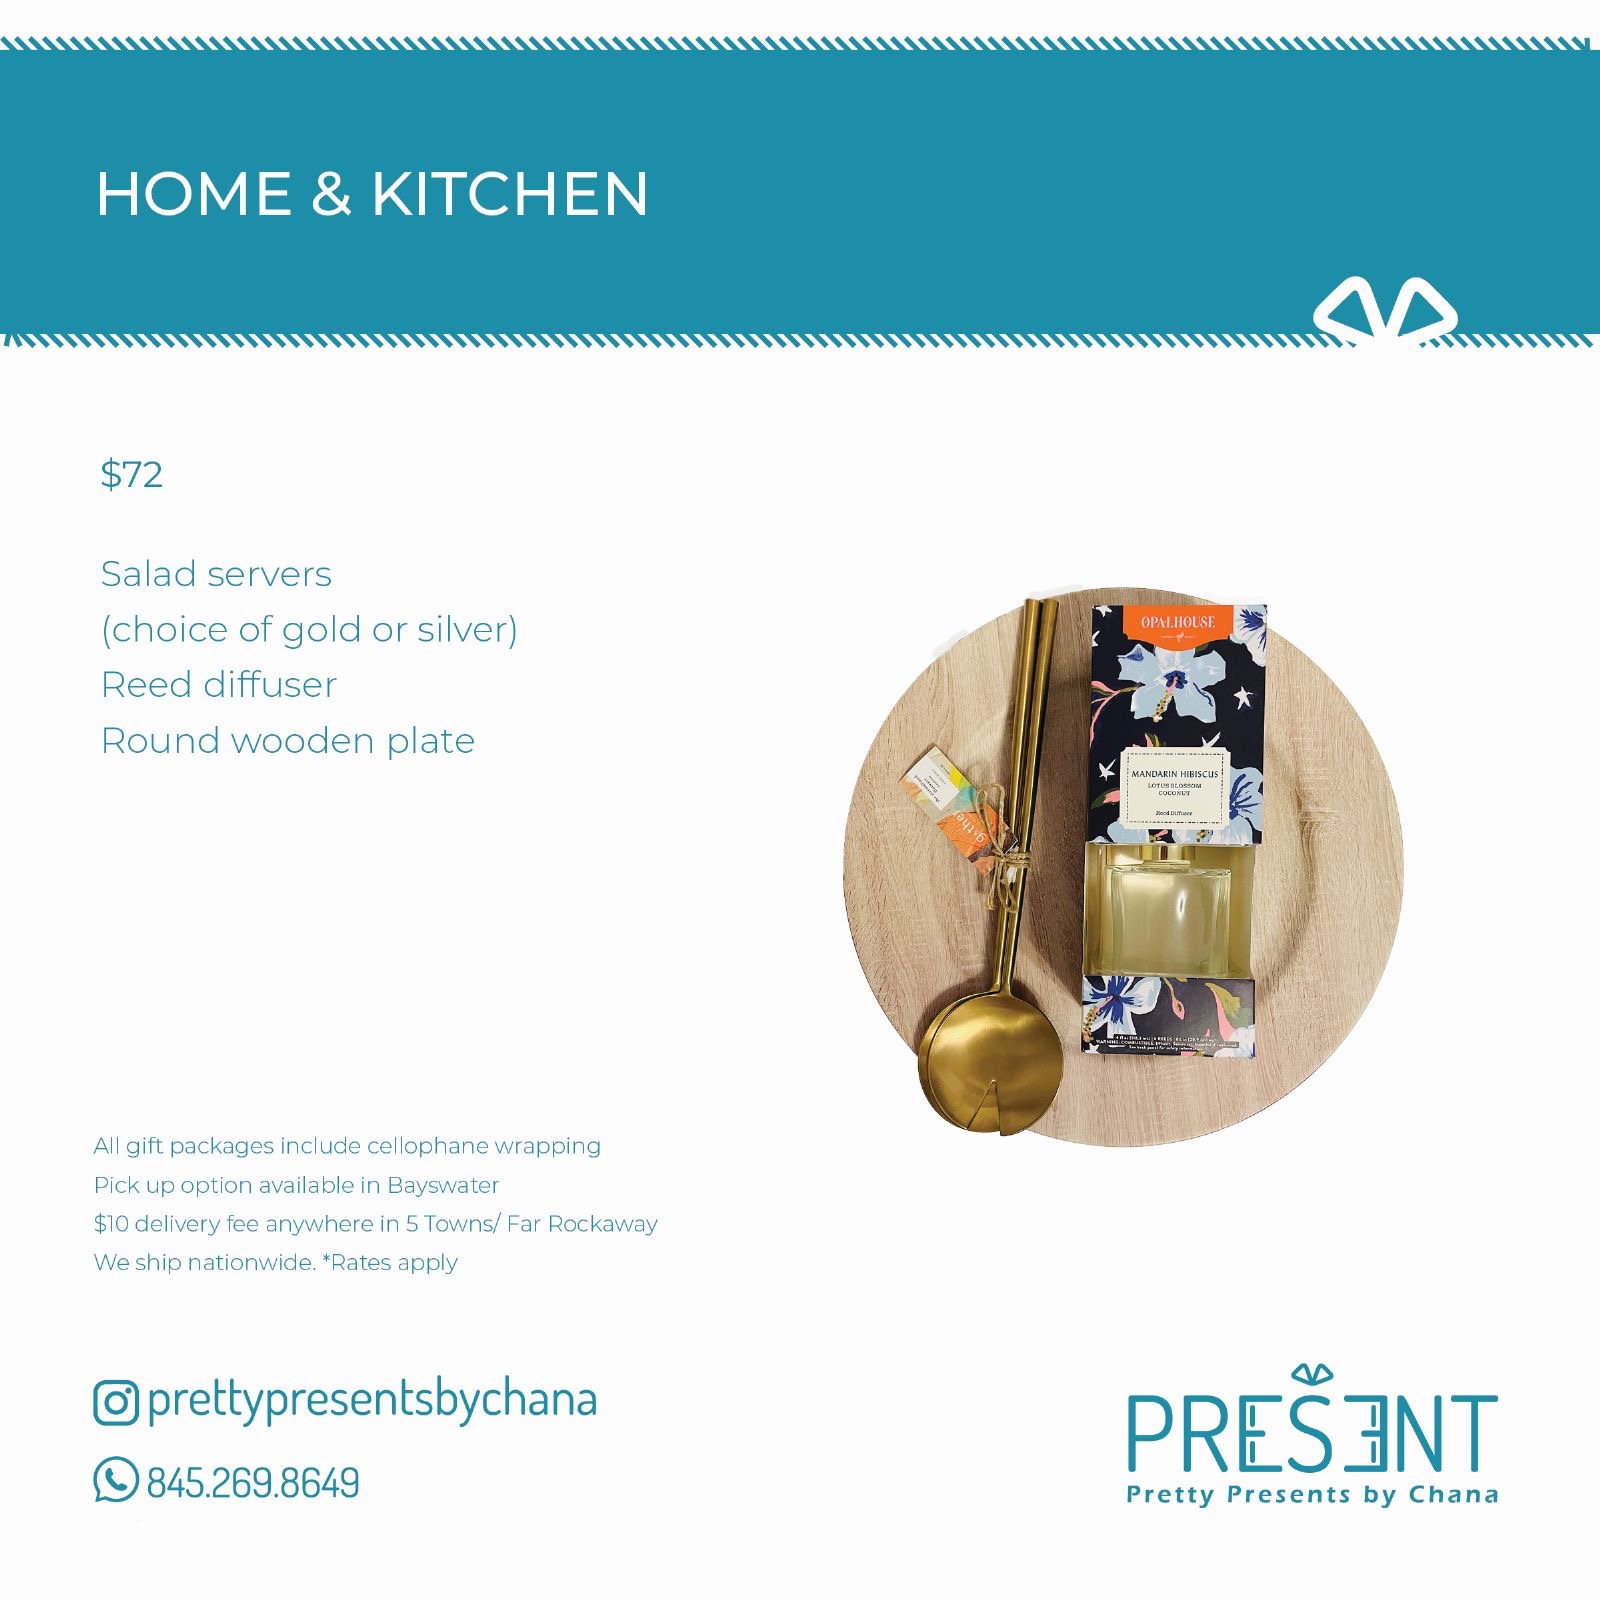 HOME & KITCHEN
$72
Salad servers
(choice of gold or silver)
Reed diffuser
Round wooden plate
OPALHOUSE
MANDARIN HIBISCUS
LOTUS BLOSSOM
COCONUT
Reed Diffuser
gather
All gift packages include cellophane wrapping
Pick up option available in Bayswater
$10 delivery fee anywhere in 5 Towns/ Far Rockaway
We ship nationwide. *Rates apply
prettypresentsbychana
845.269.8649
PRESENT
Pretty Presents by Chana